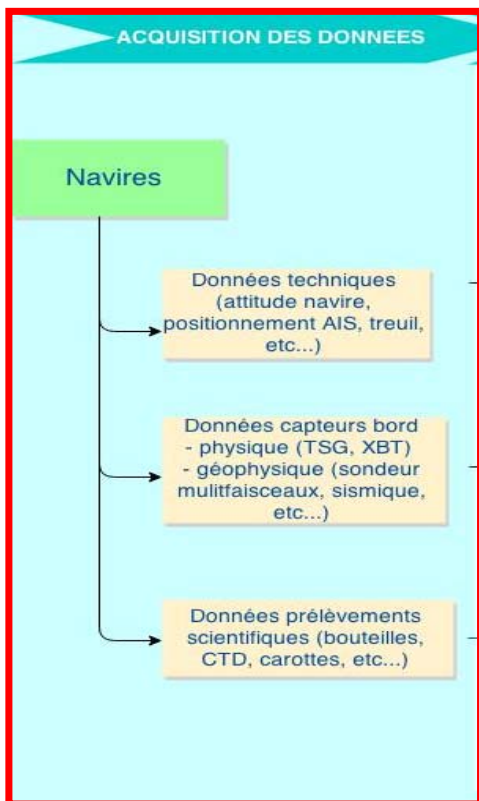 ACQUISITION DES DONNEES
Navires
Données techniques
(attitude navire,
positionnement AIS, treuil,
etc...)
Données capteurs bord
- physique (TSG, XBT)
- géophysique (sondeur
mulitfaisceaux, sismique,
etc...)
Données prélèvements
scientifiques (bouteilles,
CTD, carottes, etc...)